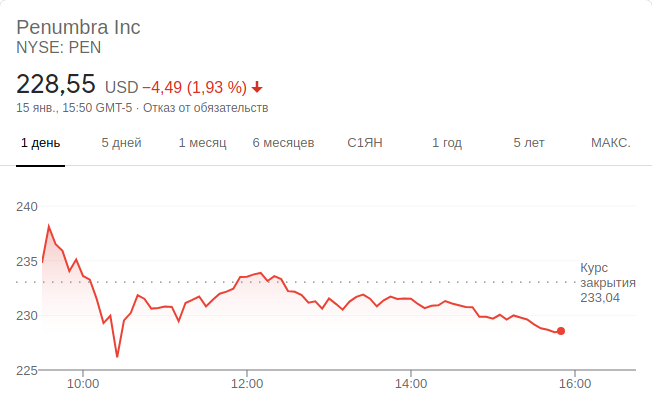 Penumbra Inc
NYSE: PEN
228,55 USD −4,49 (1,93 %)
15 янв., 15:50 GMT-5 · Отказ от обязательств
1 день 5 дней 1 месяц 6 месяцев С1ЯН 1 год 5 лет МАКС.
240
235
230
225
Курс
закрытия
233,04
10:00 12:00 14:00 16:00